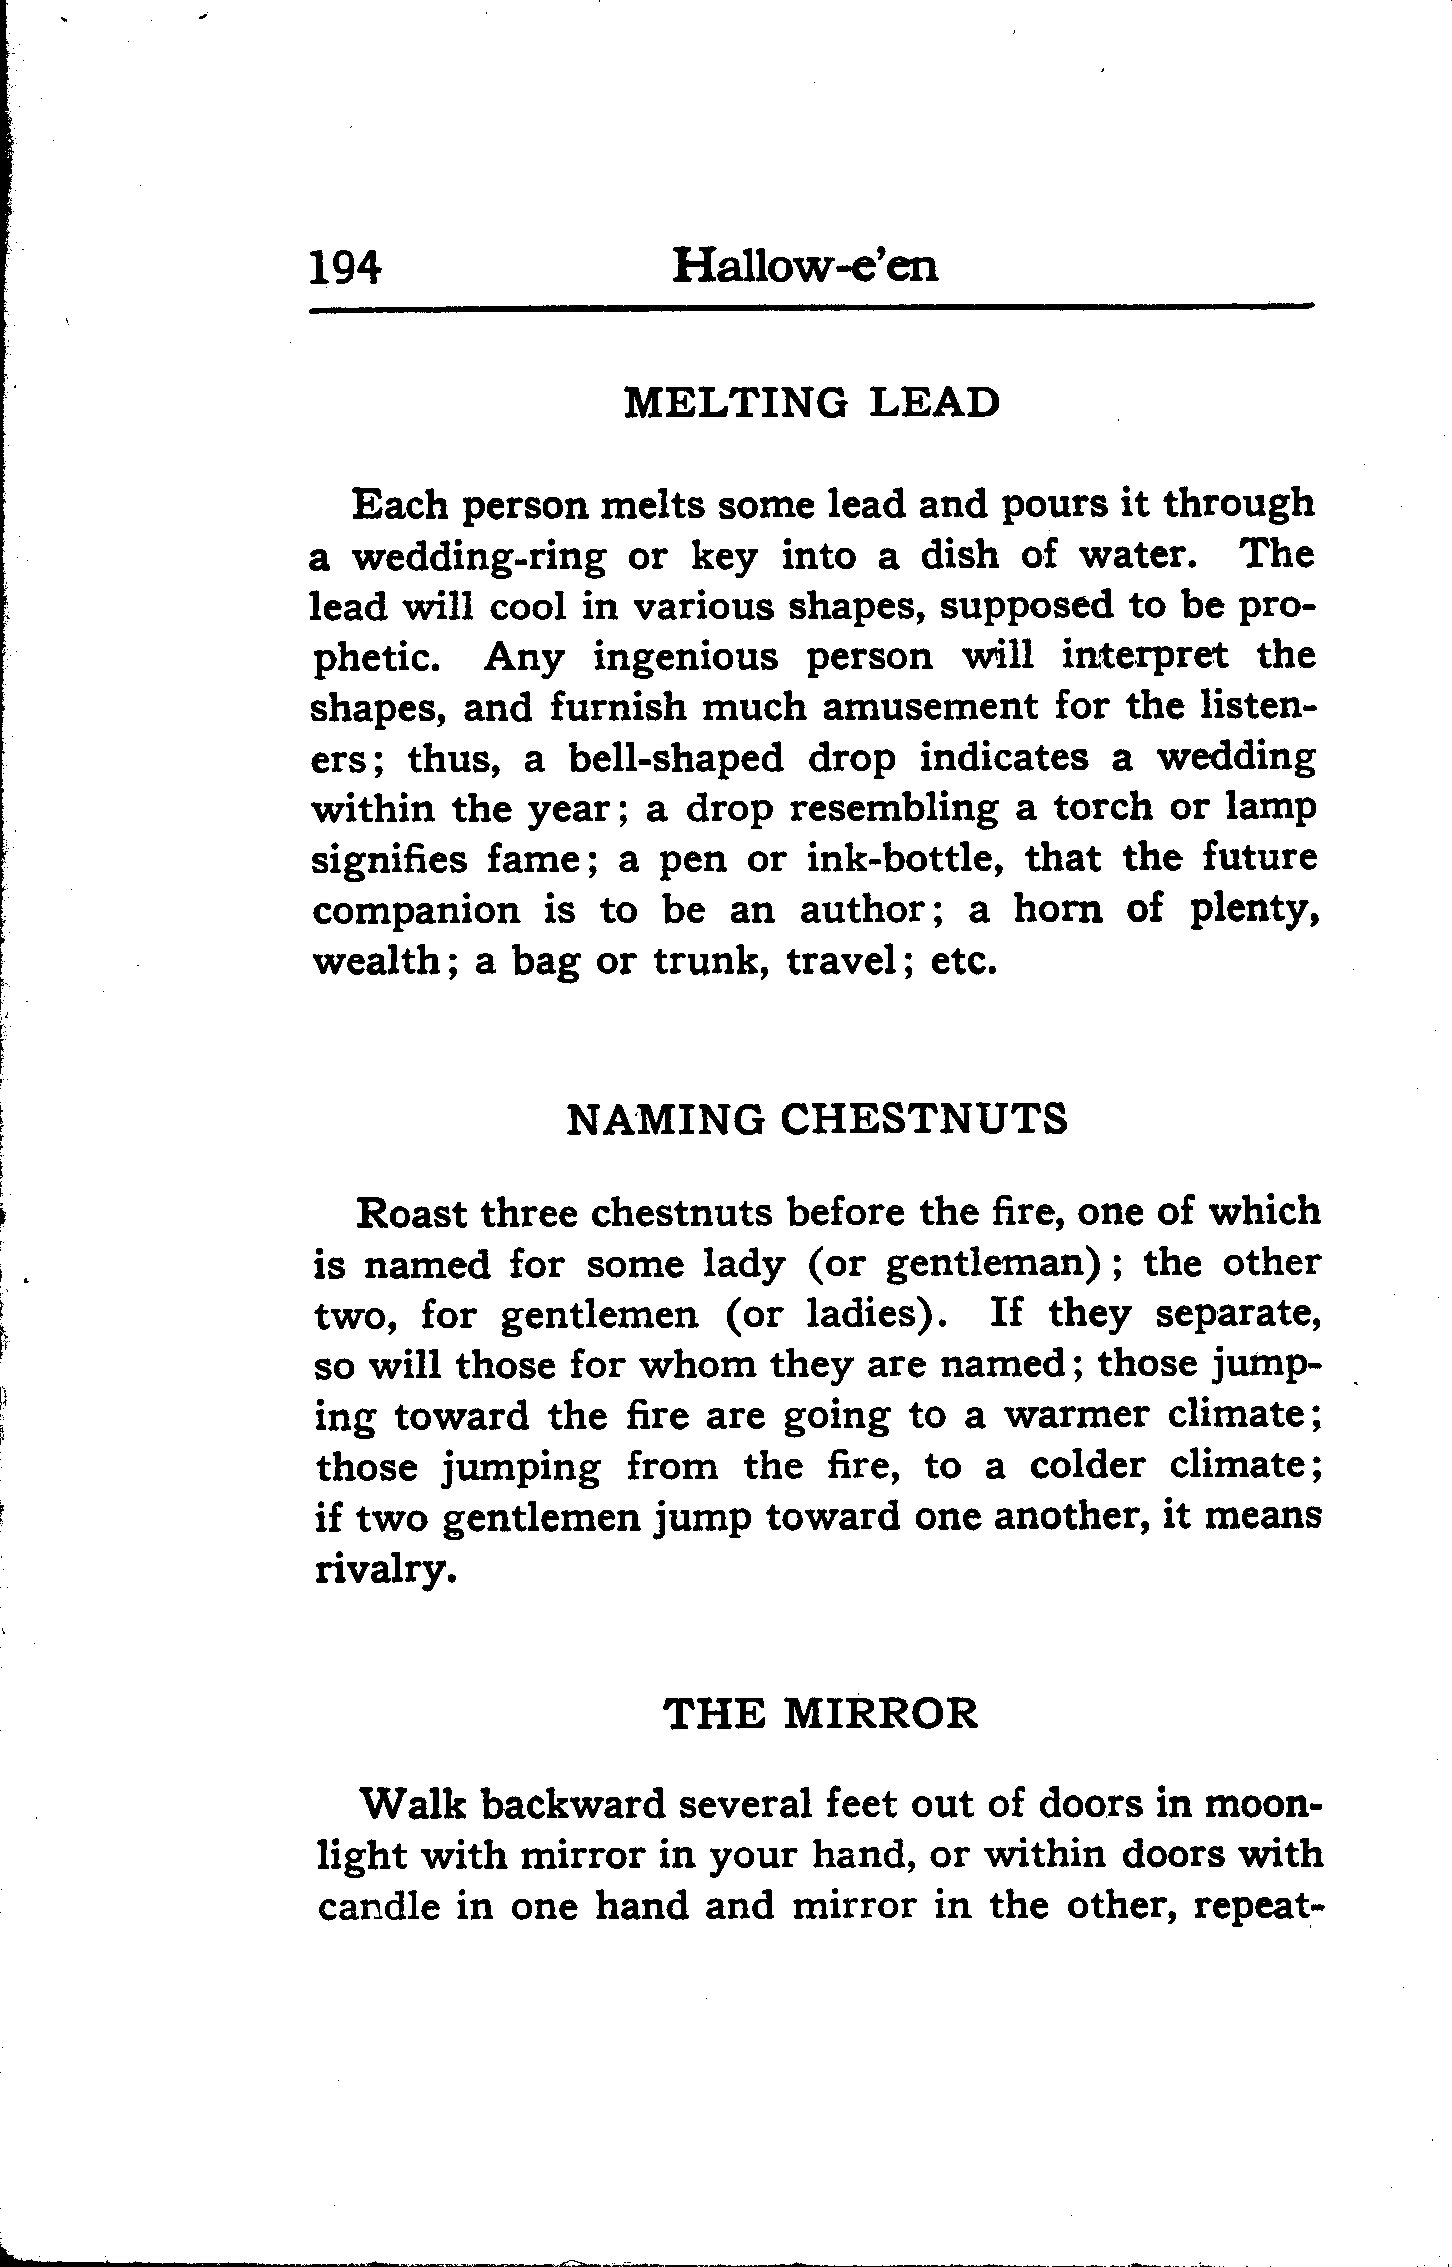 194 Hallow-e'en
MELTING LEAD
Each person melts some lead and pours it through
a wedding-ring or key into a dish of water. The
lead will cool in various shapes, supposed to be pro-
phetic. Any ingenious person will interpret the
shapes, and furnish much amusement for the listen-
ers; thus, a bell-shaped drop indicates a wedding
within the year; a drop resembling a torch or lamp
signifies fame; a pen or ink-bottle, that the future
companion is to be an author; a horn of plenty,
wealth; a bag or trunk, travel; etc.
NAMING CHESTNUTS
Roast three chestnuts before the fire, one of which
is named for some lady (or gentleman); the other
two, for gentlemen (or ladies). If they separate,
so will those for whom they are named; those jump-
ing toward the fire are going to a warmer climate;
those jumping from the fire, to a colder climate;
if two gentlemen jump toward one another, it means
rivalry.
THE MIRROR
Walk backward several feet out of doors in moon-
light with mirror in your hand, or within doors with
candle in one hand and mirror in the other, repeat-